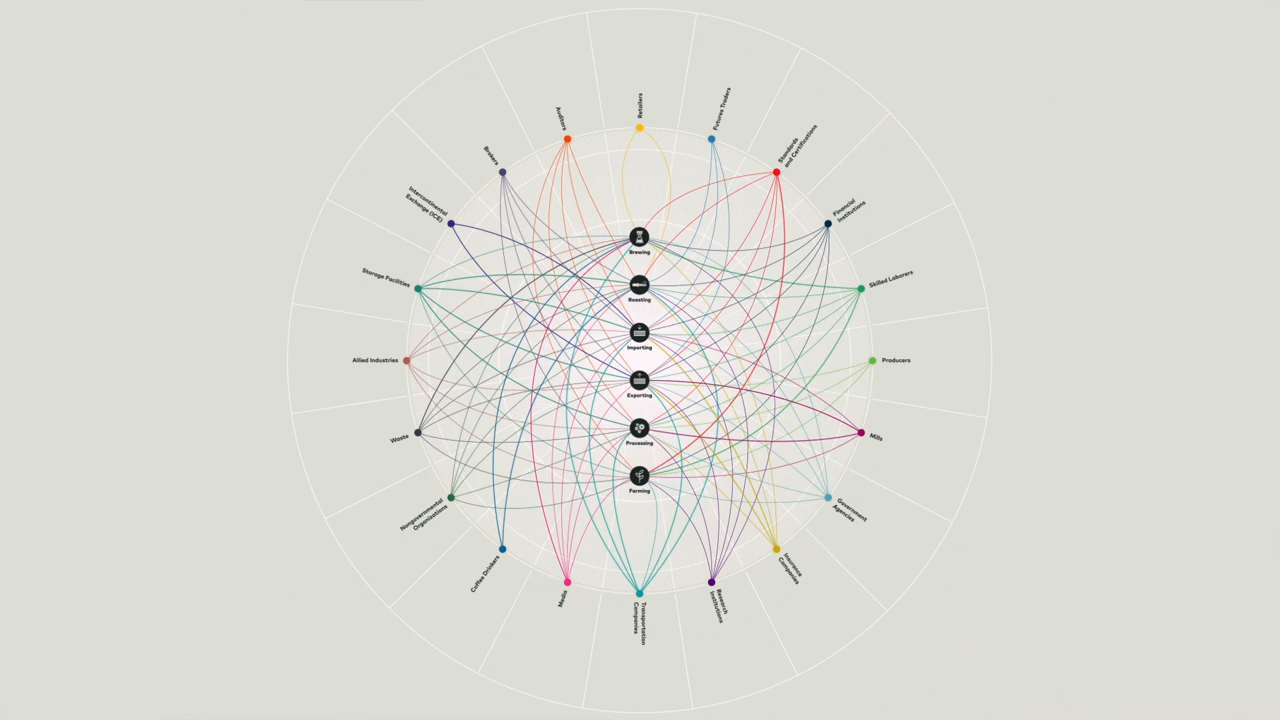 Retailers
Futures Traders
Standards
and Certifications
Financial
Institutions
Skilled Laborers
Producers
Mills
Government
Agencies
Insurance
Companies
Research
Institutions
Transportation
Companies
Media
Coffee Drinkers
Nongovernmental
Organizations
Waste
Allied Industries
Storage Facilities
Intercontinental
Exchange (ICE)
Brokers
Auditors
Brewing
Roasting
Importing
Exporting
Processing
Farming